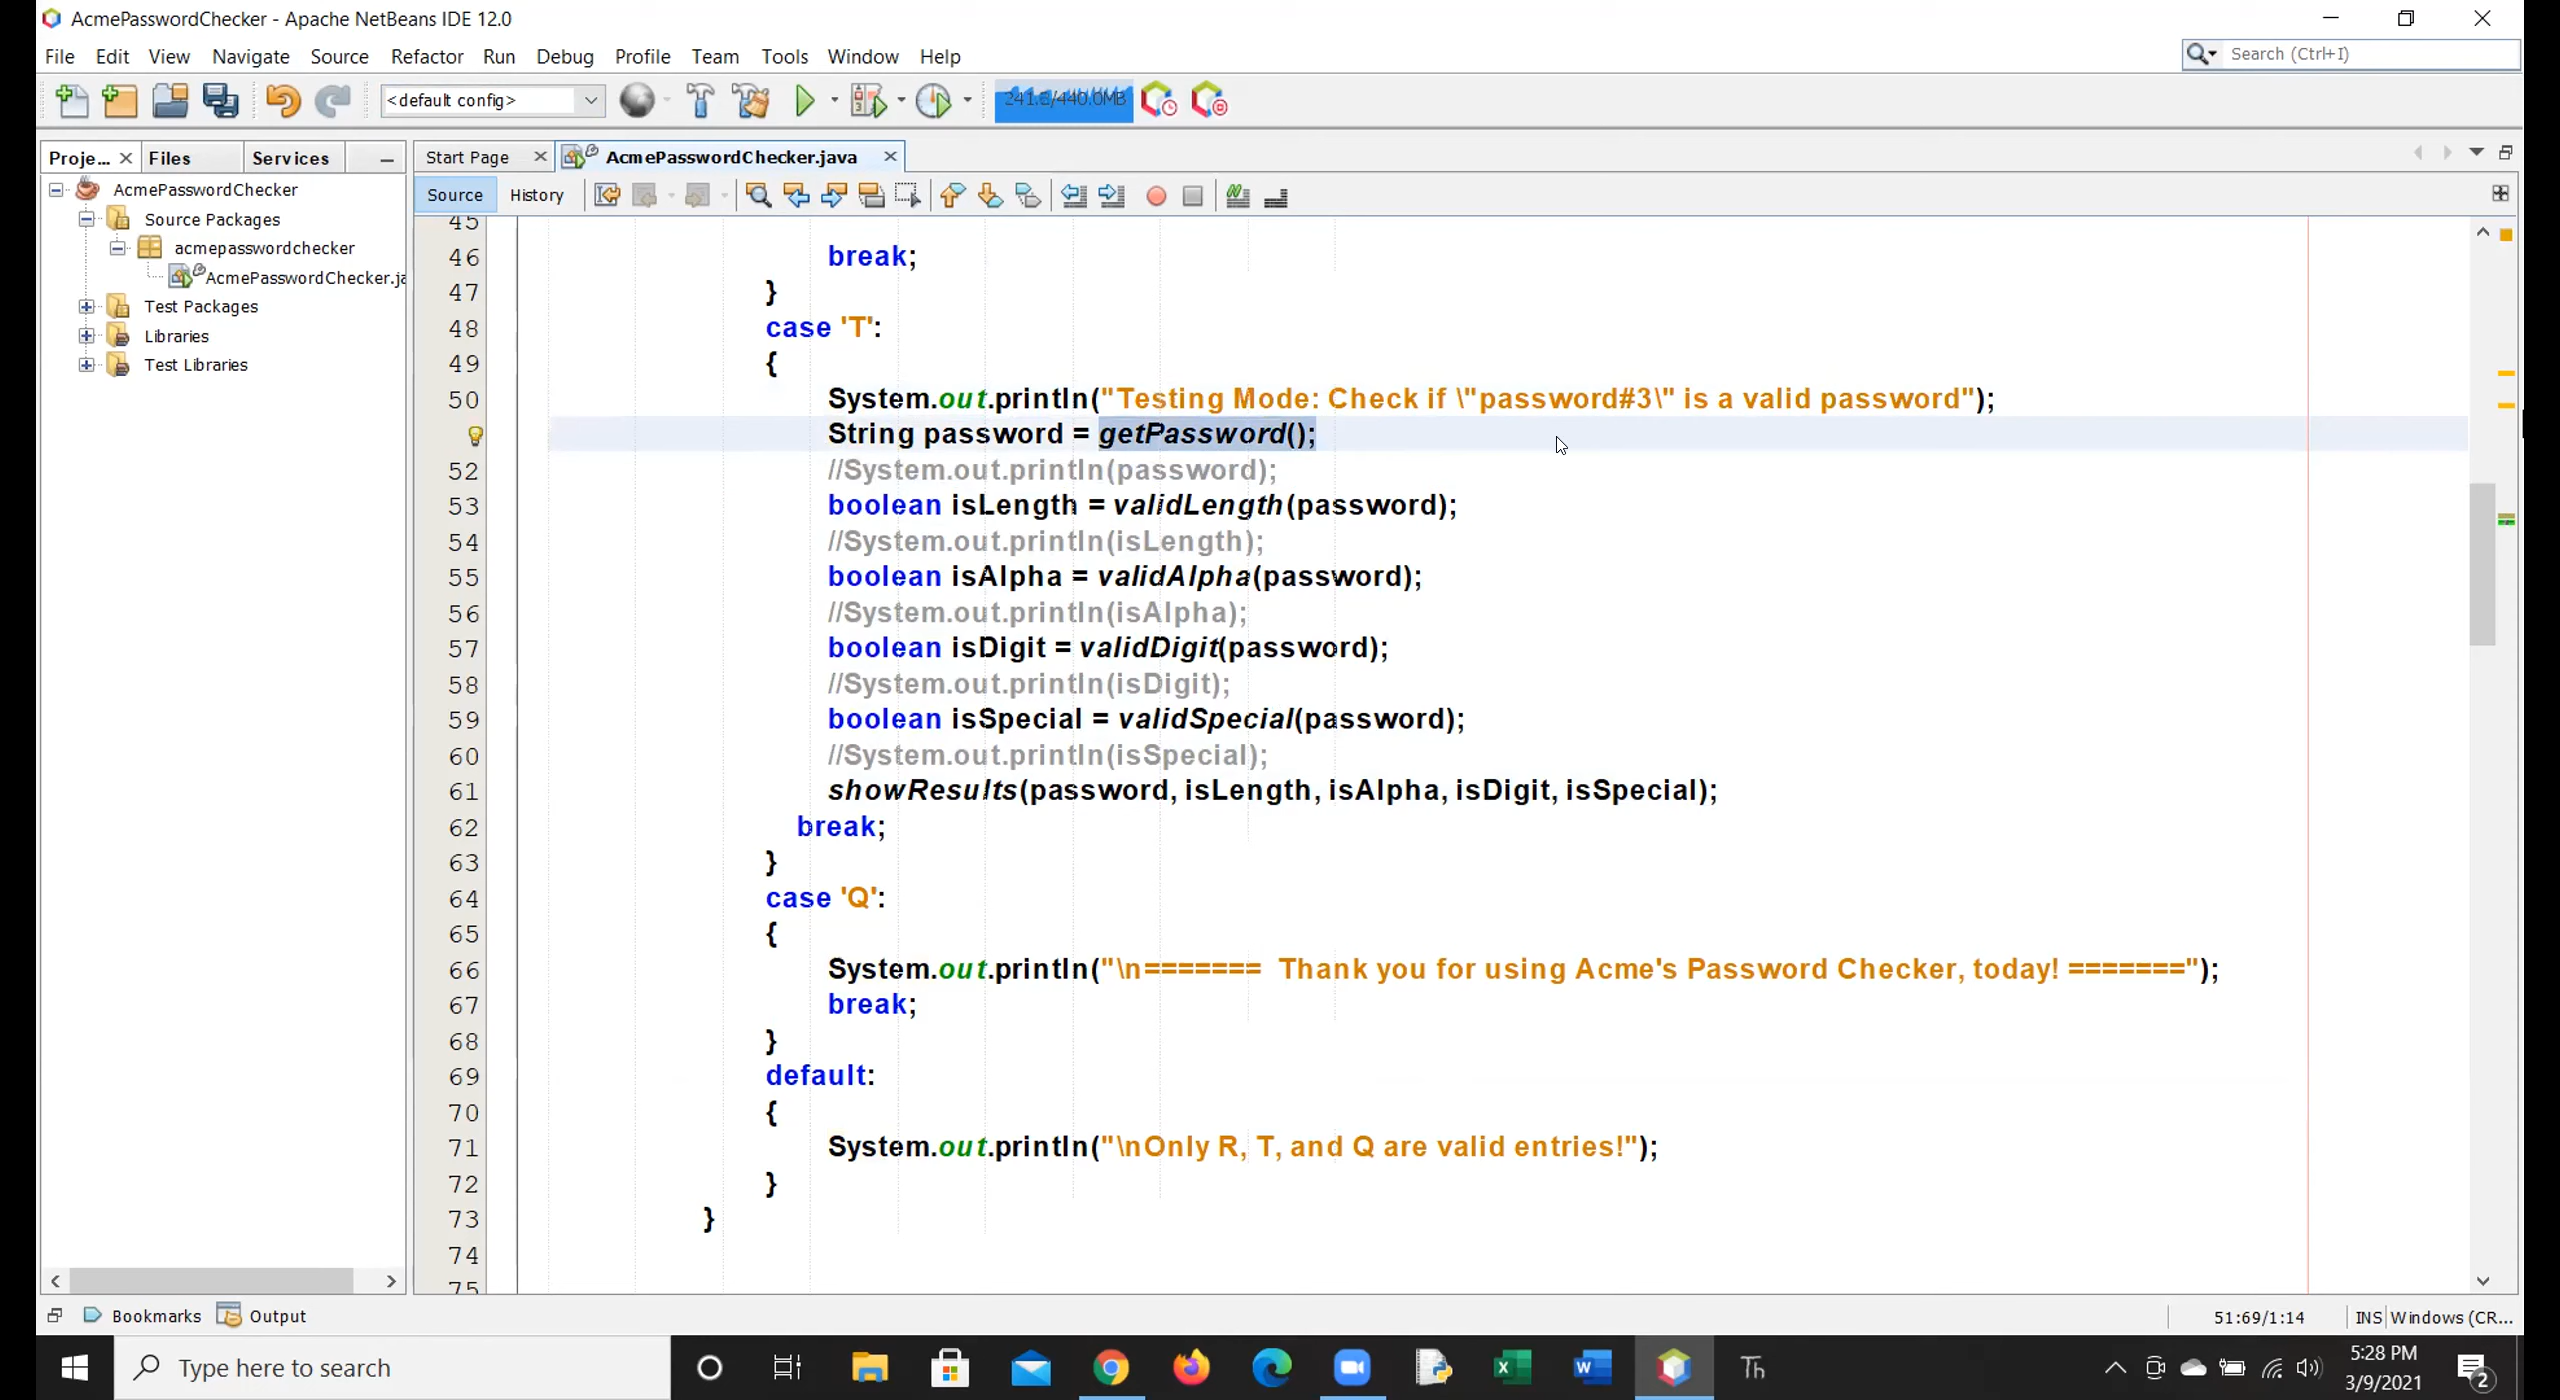 AcmePasswordChecker - Apache NetBeans IDE 12.0
File Edit View Navigate Source Refactor Run Debug Profile Team Tools Window Help
Search (Ctrl+I)
<default config>
241.8/440.0MB
Proje... Files Services
Start Page AcmePasswordChecker.java
Source History
AcmePasswordChecker
Source Packages
acmepasswordchecker
AcmePasswordChecker.ja
Test Packages
Libraries
Test Libraries
45
46 break;
47 }
48 case 'T':
49 {
50 System.out.println("Testing Mode: Check if \"password#3\" is a valid password");
String password = getPassword();
52 //System.out.println(password);
53 boolean isLength = validLength(password);
54 //System.out.println(isLength);
55 boolean isAlpha = validAlpha(password);
56 //System.out.println(isAlpha);
57 boolean isDigit = validDigit(password);
58 //System.out.println(isDigit);
59 boolean isSpecial = validSpecial(password);
60 //System.out.println(isSpecial);
61 showResults(password, isLength, isAlpha, isDigit, isSpecial);
62 break;
63 }
64 case 'Q':
65 {
66 System.out.println("\n======= Thank you for using Acme's Password Checker, today! =======");
67 break;
68 }
69 default:
70 {
71 System.out.println("\nOnly R, T, and Q are valid entries!");
72 }
73 }
74
75
Bookmarks Output
51:69/1:14 INS Windows (CR...
Type here to search
Th
5:28 PM
3/9/2021
2